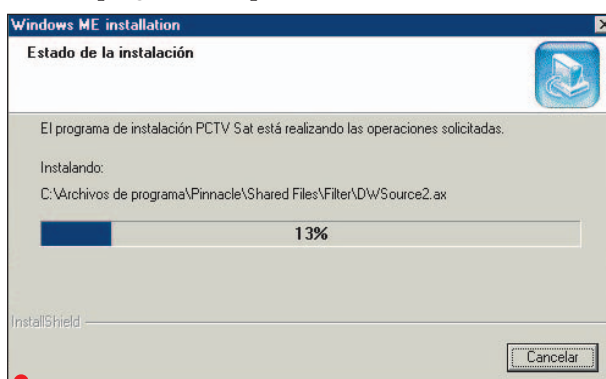 Windows ME installation
Estado de la instalación
El programa de instalación PCTV Sat está realizando las operaciones solicitadas.
Instalando:
C:\Archivos de programa\Pinnacle\Shared Files\Filter\DWSource2.ax
13%
InstallShield
Cancelar